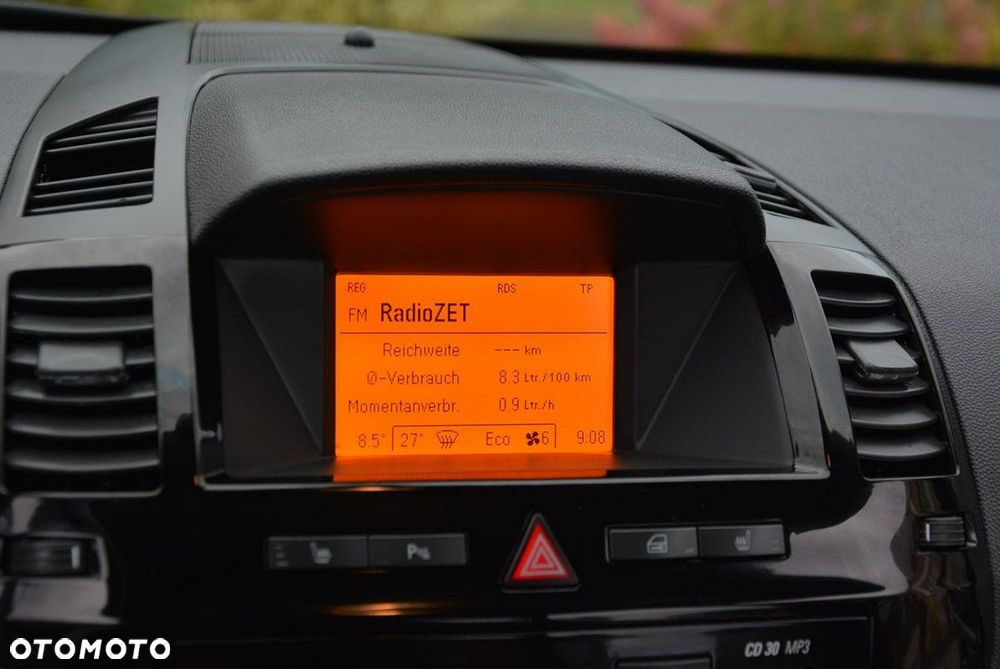 REG RDS TP
FM RadioZET
Reichweite --- km
Ø-Verbrauch 8.3 Ltr./100 km
Momentanverbr. 0.9 Ltr./h
8.5° 27° Eco 6 9:08
P
CD 30 MP3
OTOMOTO